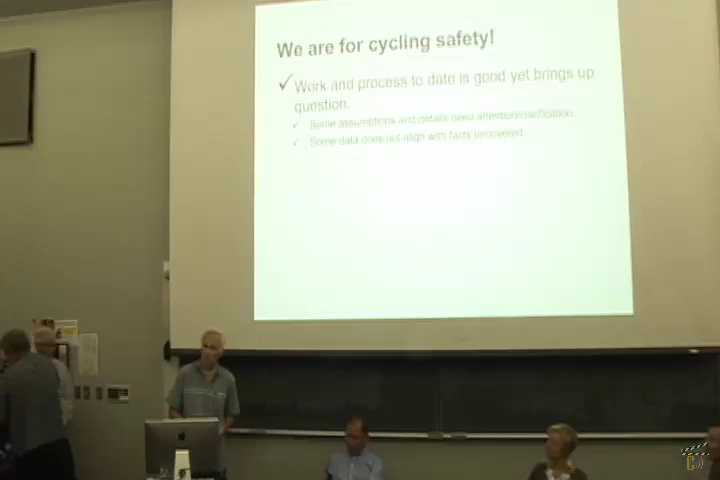 We are for cycling safety!
✓ Work and process to date is good yet brings up
question.
✓ Some assumptions and details need attention/clarification.
✓ Some data does not align with facts uncovered.